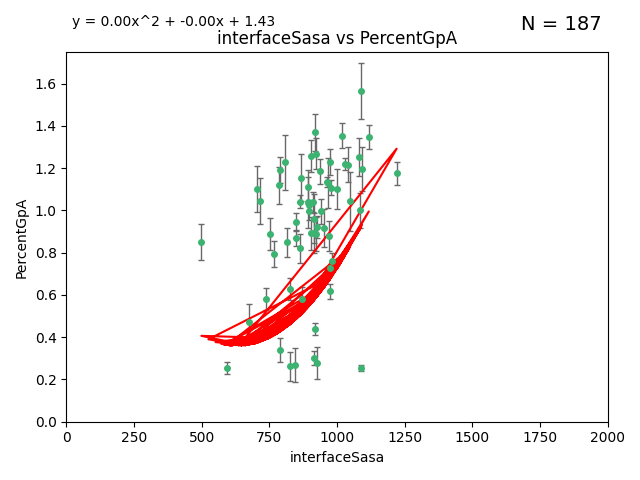 y = 0.00x^2 + -0.00x + 1.43
N = 187
interfaceSasa vs PercentGpA
PercentGpA
1.6
1.4
1.2
1.0
0.8
0.6
0.4
0.2
0.0
0 250 500 750 1000 1250 1500 1750 2000
interfaceSasa